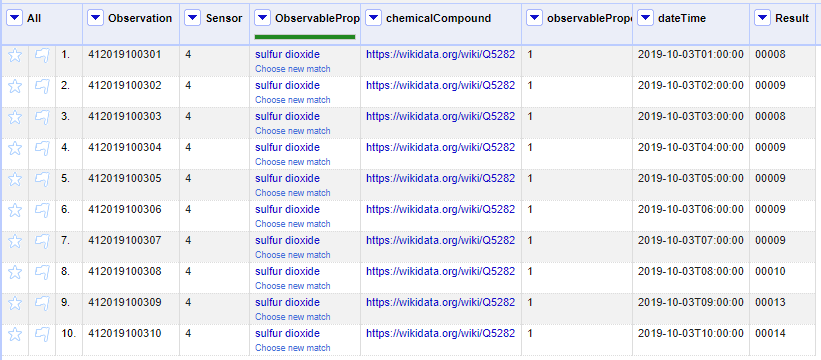 All Observation Sensor ObservableProp chemicalCompound observablePrope dateTime Result
1. 412019100301 4 sulfur dioxide https://wikidata.org/wiki/Q5282 1 2019-10-03T01:00:00 00008
Choose new match
2. 412019100302 4 sulfur dioxide https://wikidata.org/wiki/Q5282 1 2019-10-03T02:00:00 00009
Choose new match
3. 412019100303 4 sulfur dioxide https://wikidata.org/wiki/Q5282 1 2019-10-03T03:00:00 00008
Choose new match
4. 412019100304 4 sulfur dioxide https://wikidata.org/wiki/Q5282 1 2019-10-03T04:00:00 00009
Choose new match
5. 412019100305 4 sulfur dioxide https://wikidata.org/wiki/Q5282 1 2019-10-03T05:00:00 00009
Choose new match
6. 412019100306 4 sulfur dioxide https://wikidata.org/wiki/Q5282 1 2019-10-03T06:00:00 00009
Choose new match
7. 412019100307 4 sulfur dioxide https://wikidata.org/wiki/Q5282 1 2019-10-03T07:00:00 00009
Choose new match
8. 412019100308 4 sulfur dioxide https://wikidata.org/wiki/Q5282 1 2019-10-03T08:00:00 00010
Choose new match
9. 412019100309 4 sulfur dioxide https://wikidata.org/wiki/Q5282 1 2019-10-03T09:00:00 00013
Choose new match
10. 412019100310 4 sulfur dioxide https://wikidata.org/wiki/Q5282 1 2019-10-03T10:00:00 00014
Choose new match